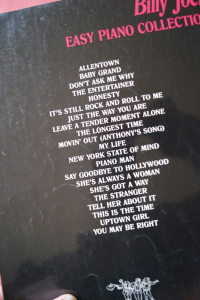 Billy Joel
EASY PIANO COLLECTION
ALLENTOWN
BABY GRAND
DON'T ASK ME WHY
THE ENTERTAINER
HONESTY
IT'S STILL ROCK AND ROLL TO ME
JUST THE WAY YOU ARE
LEAVE A TENDER MOMENT ALONE
THE LONGEST TIME
MOVIN' OUT (ANTHONY'S SONG)
MY LIFE
NEW YORK STATE OF MIND
PIANO MAN
SAY GOODBYE TO HOLLYWOOD
SHE'S ALWAYS A WOMAN
SHE'S GOT A WAY
THE STRANGER
TELL HER ABOUT IT
THIS IS THE TIME
UPTOWN GIRL
YOU MAY BE RIGHT